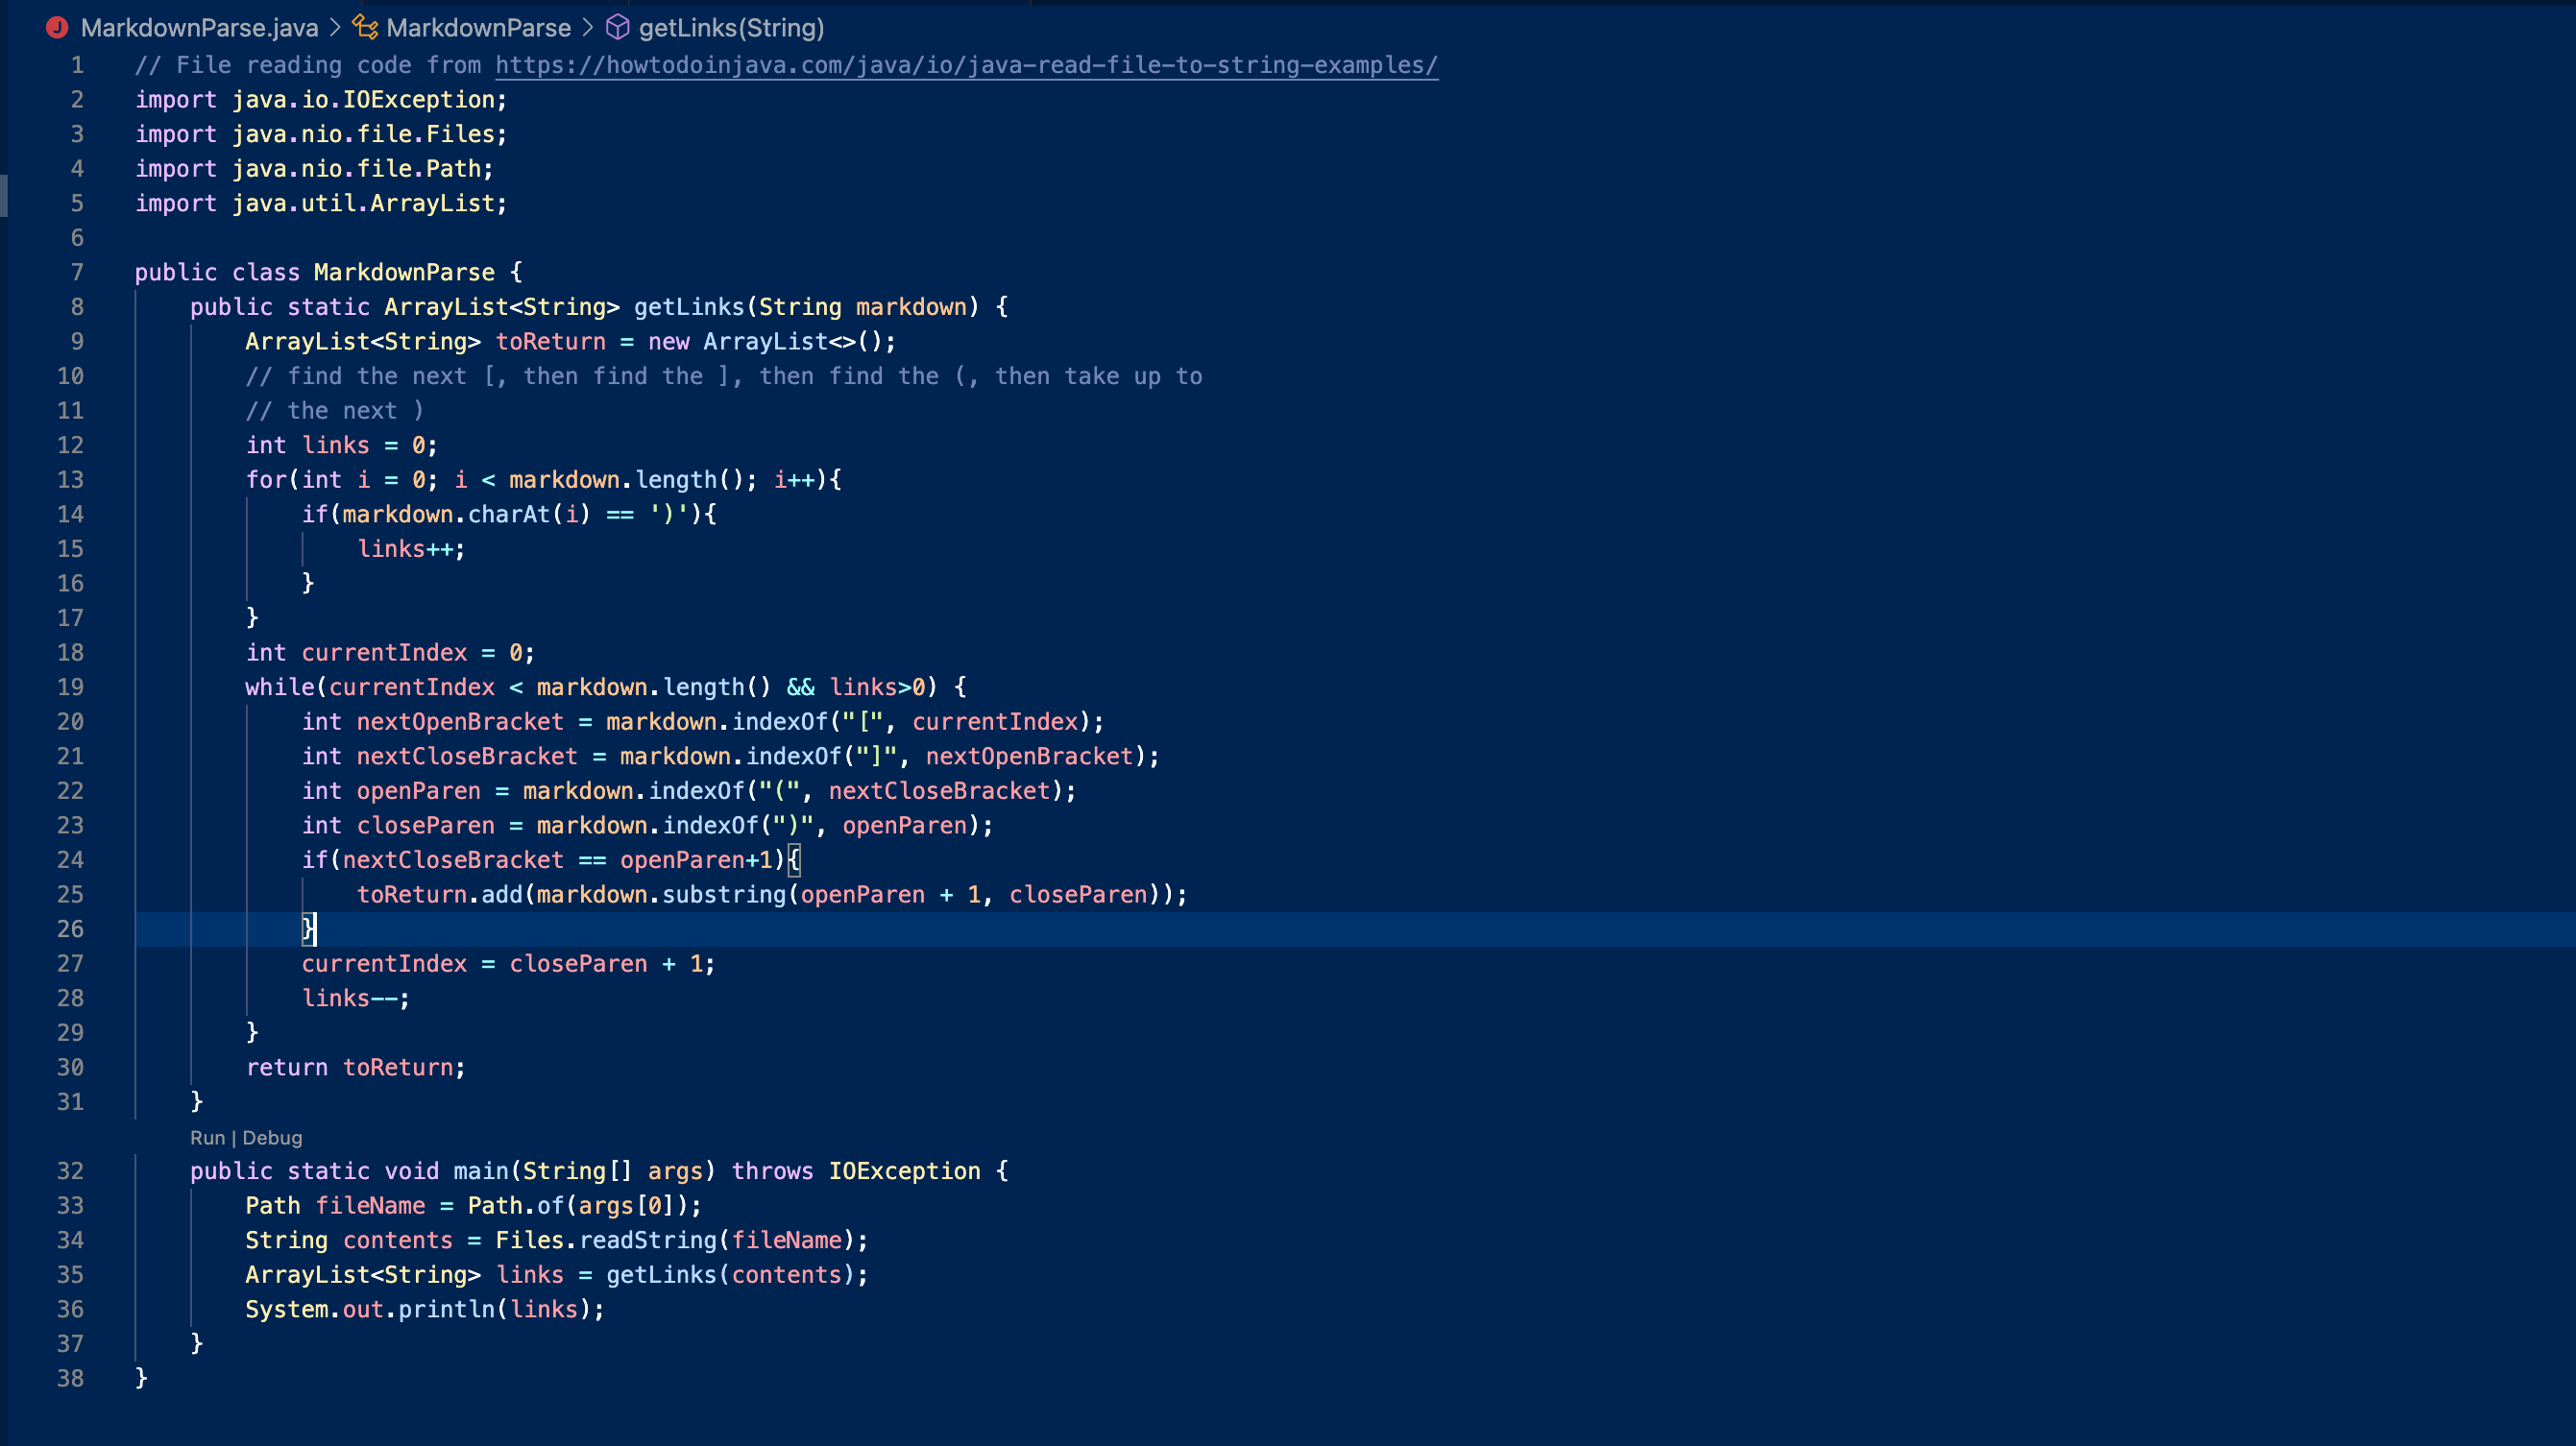 MarkdownParse.java > MarkdownParse > getLinks(String)
1 // File reading code from https://howtodoinjava.com/java/io/java-read-file-to-string-examples/
2 import java.io.IOException;
3 import java.nio.file.Files;
4 import java.nio.file.Path;
5 import java.util.ArrayList;
6
7 public class MarkdownParse {
8     public static ArrayList<String> getLinks(String markdown) {
9         ArrayList<String> toReturn = new ArrayList<>();
10         // find the next [, then find the ], then find the (, then take up to
11         // the next )
12         int links = 0;
13         for(int i = 0; i < markdown.length(); i++){
14             if(markdown.charAt(i) == ')'){
15                 links++;
16             }
17         }
18         int currentIndex = 0;
19         while(currentIndex < markdown.length() && links>0) {
20             int nextOpenBracket = markdown.indexOf("[", currentIndex);
21             int nextCloseBracket = markdown.indexOf("]", nextOpenBracket);
22             int openParen = markdown.indexOf("(", nextCloseBracket);
23             int closeParen = markdown.indexOf(")", openParen);
24             if(nextCloseBracket == openParen+1){
25                 toReturn.add(markdown.substring(openParen + 1, closeParen));
26             }
27             currentIndex = closeParen + 1;
28             links--;
29         }
30         return toReturn;
31     }
Run | Debug
32     public static void main(String[] args) throws IOException {
33         Path fileName = Path.of(args[0]);
34         String contents = Files.readString(fileName);
35         ArrayList<String> links = getLinks(contents);
36         System.out.println(links);
37     }
38 }